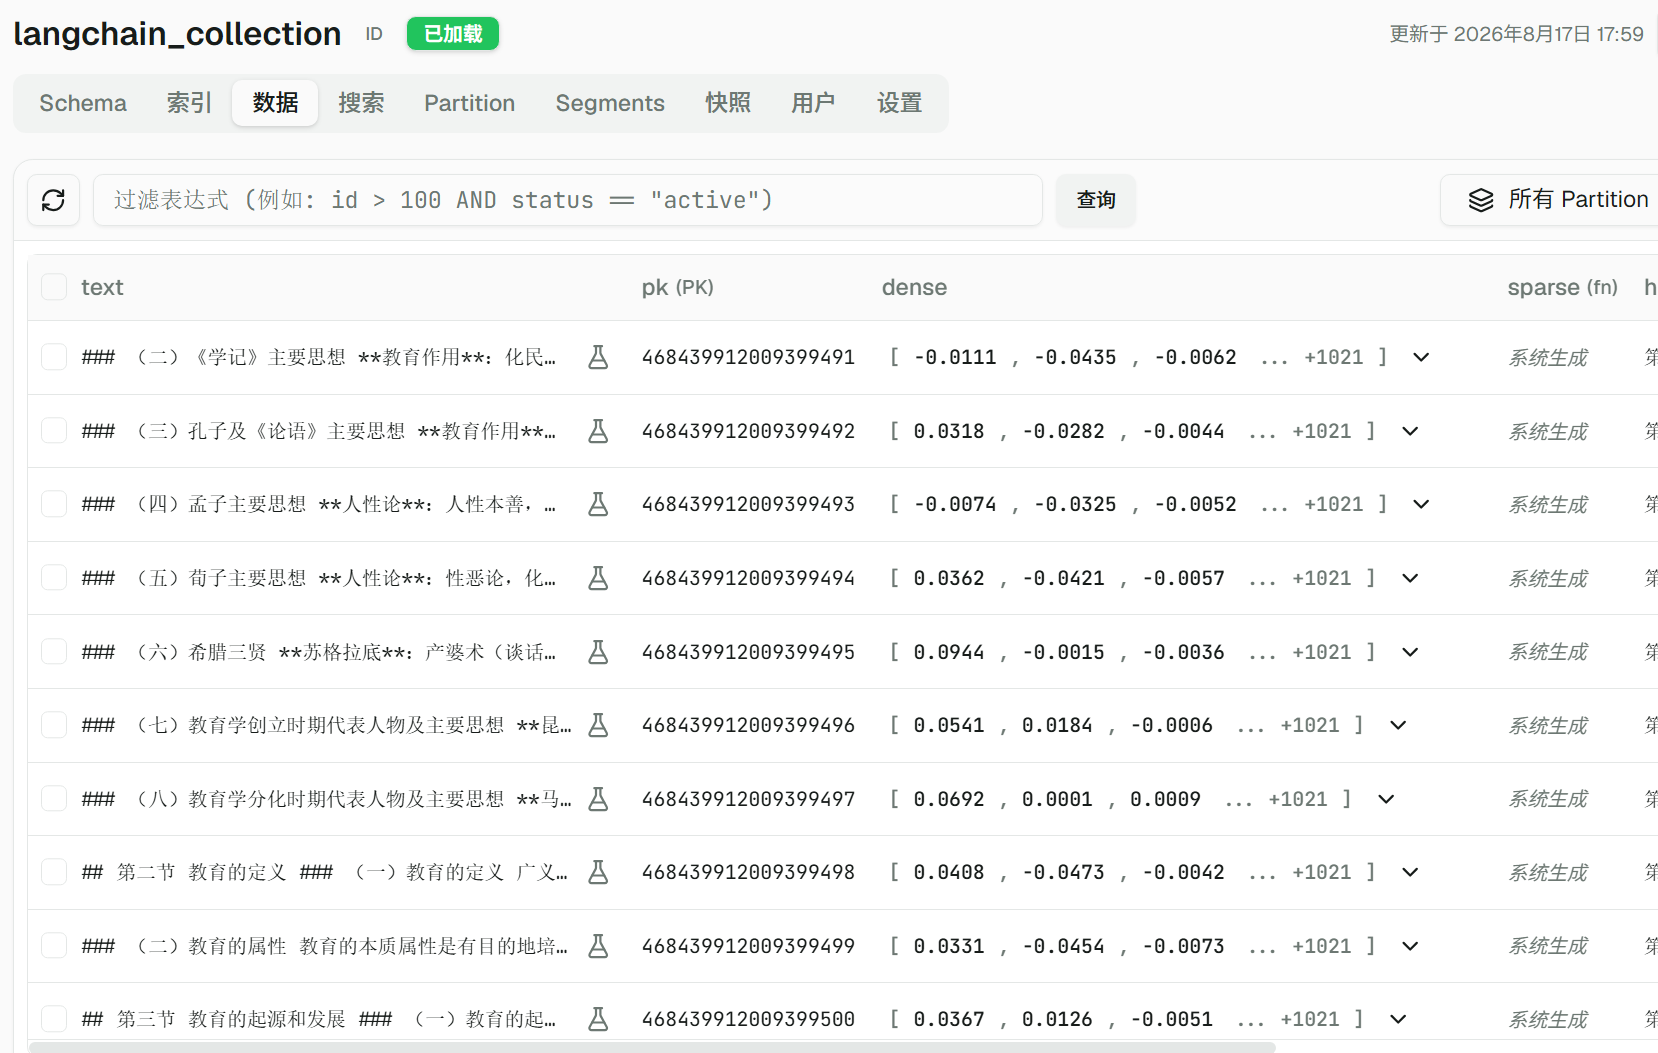 langchain_collection ID 已加载 更新于 2026年8月17日 17:59
Schema 索引 数据 搜索 Partition Segments 快照 用户 设置
过滤表达式 (例如: id > 100 AND status == "active") 查询 所有 Partition
text pk (PK) dense sparse (fn) h
### （二）《学记》主要思想 **教育作用**: 化民... 468439912009399491 [ -0.0111 , -0.0435 , -0.0062 ... +1021 ] 系统生成 第
### （三）孔子及《论语》主要思想 **教育作用**... 468439912009399492 [ 0.0318 , -0.0282 , -0.0044 ... +1021 ] 系统生成 第
### （四）孟子主要思想 **人性论**: 人性本善, ... 468439912009399493 [ -0.0074 , -0.0325 , -0.0052 ... +1021 ] 系统生成 第
### （五）荀子主要思想 **人性论**: 性恶论, 化... 468439912009399494 [ 0.0362 , -0.0421 , -0.0057 ... +1021 ] 系统生成 第
### （六）希腊三贤 **苏格拉底**: 产婆术（谈话... 468439912009399495 [ 0.0944 , -0.0015 , -0.0036 ... +1021 ] 系统生成 第
### （七）教育学创立时期代表人物及主要思想 **昆... 468439912009399496 [ 0.0541 , 0.0184 , -0.0006 ... +1021 ] 系统生成 第
### （八）教育学分化时期代表人物及主要思想 **马... 468439912009399497 [ 0.0692 , 0.0001 , 0.0009 ... +1021 ] 系统生成 第
## 第二节 教育的定义 ### （一）教育的定义 广义... 468439912009399498 [ 0.0408 , -0.0473 , -0.0042 ... +1021 ] 系统生成 第
### （二）教育的属性 教育的本质属性是有目的地培... 468439912009399499 [ 0.0331 , -0.0454 , -0.0073 ... +1021 ] 系统生成 第
## 第三节 教育的起源和发展 ### （一）教育的起... 468439912009399500 [ 0.0367 , 0.0126 , -0.0051 ... +1021 ] 系统生成 第